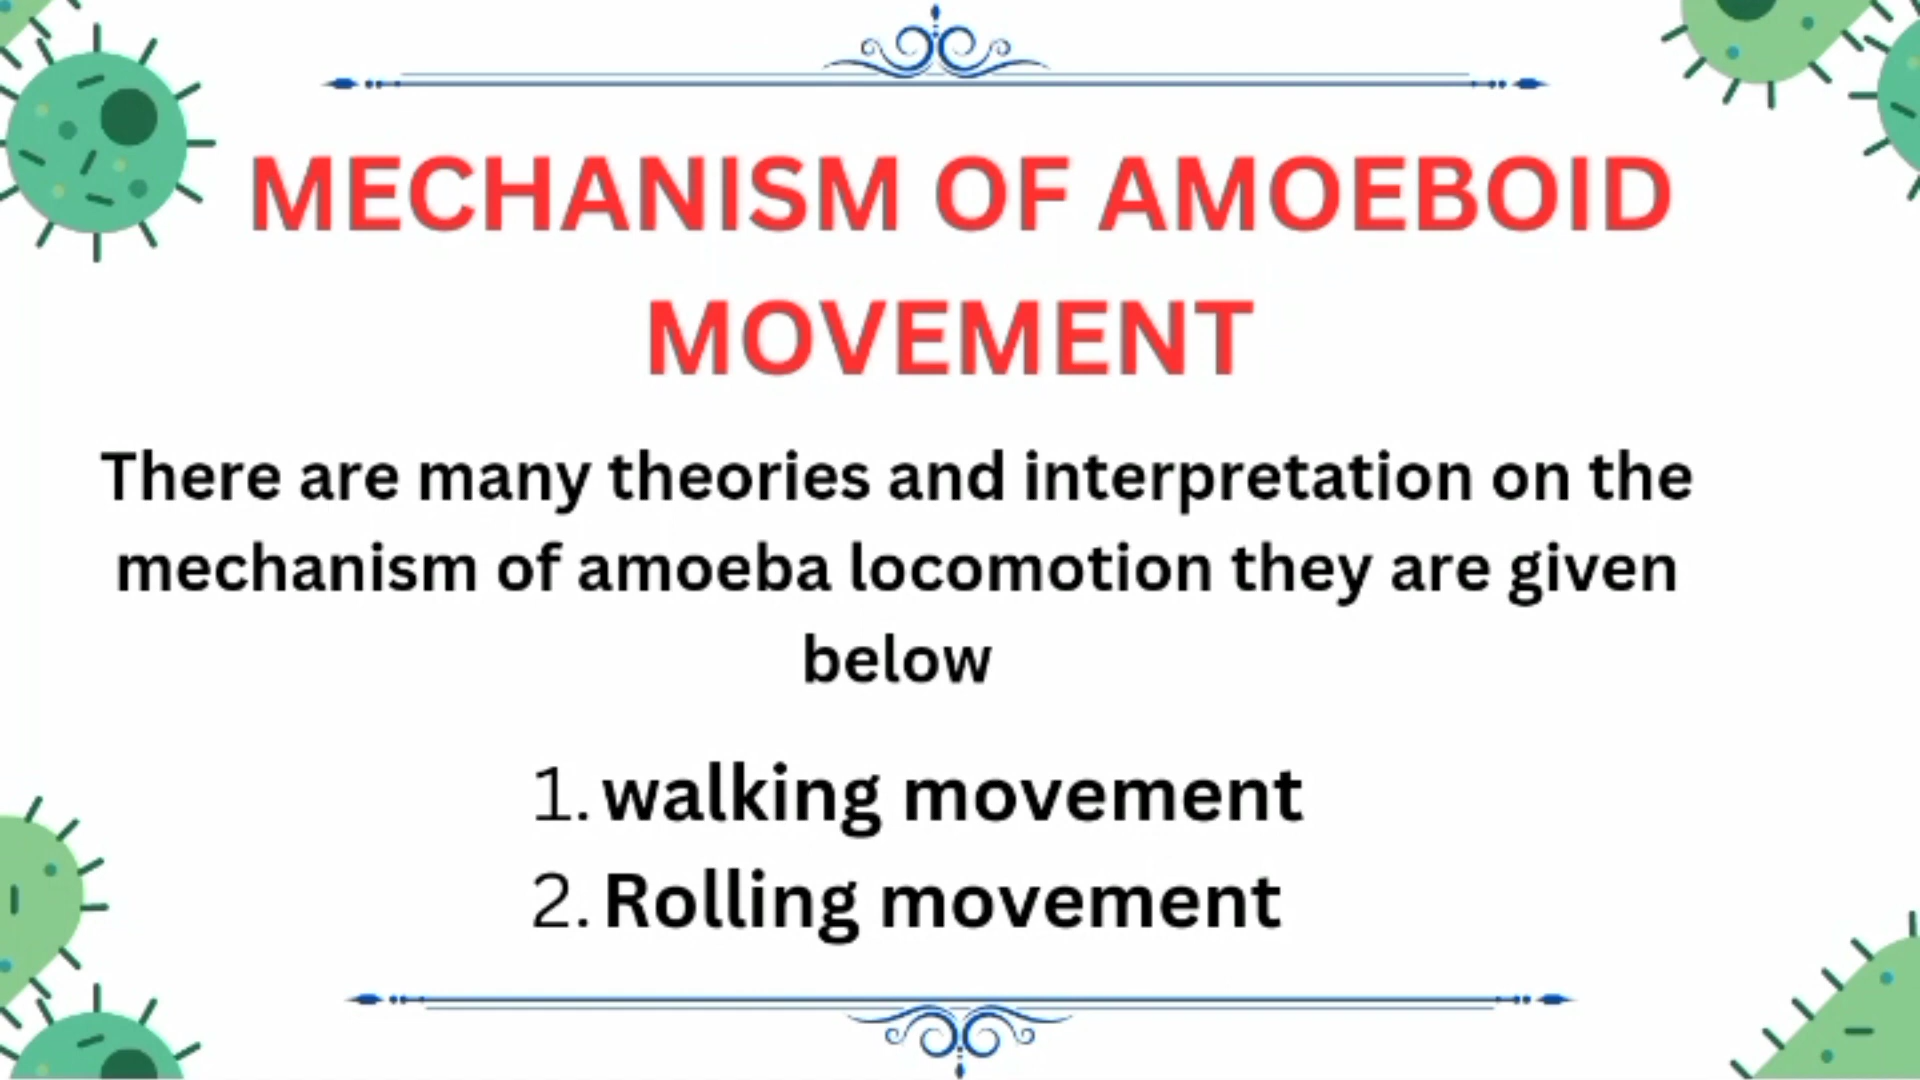 MECHANISM OF AMOEBOID
MOVEMENT
There are many theories and interpretation on the
mechanism of amoeba locomotion they are given
below
1. walking movement
2. Rolling movement